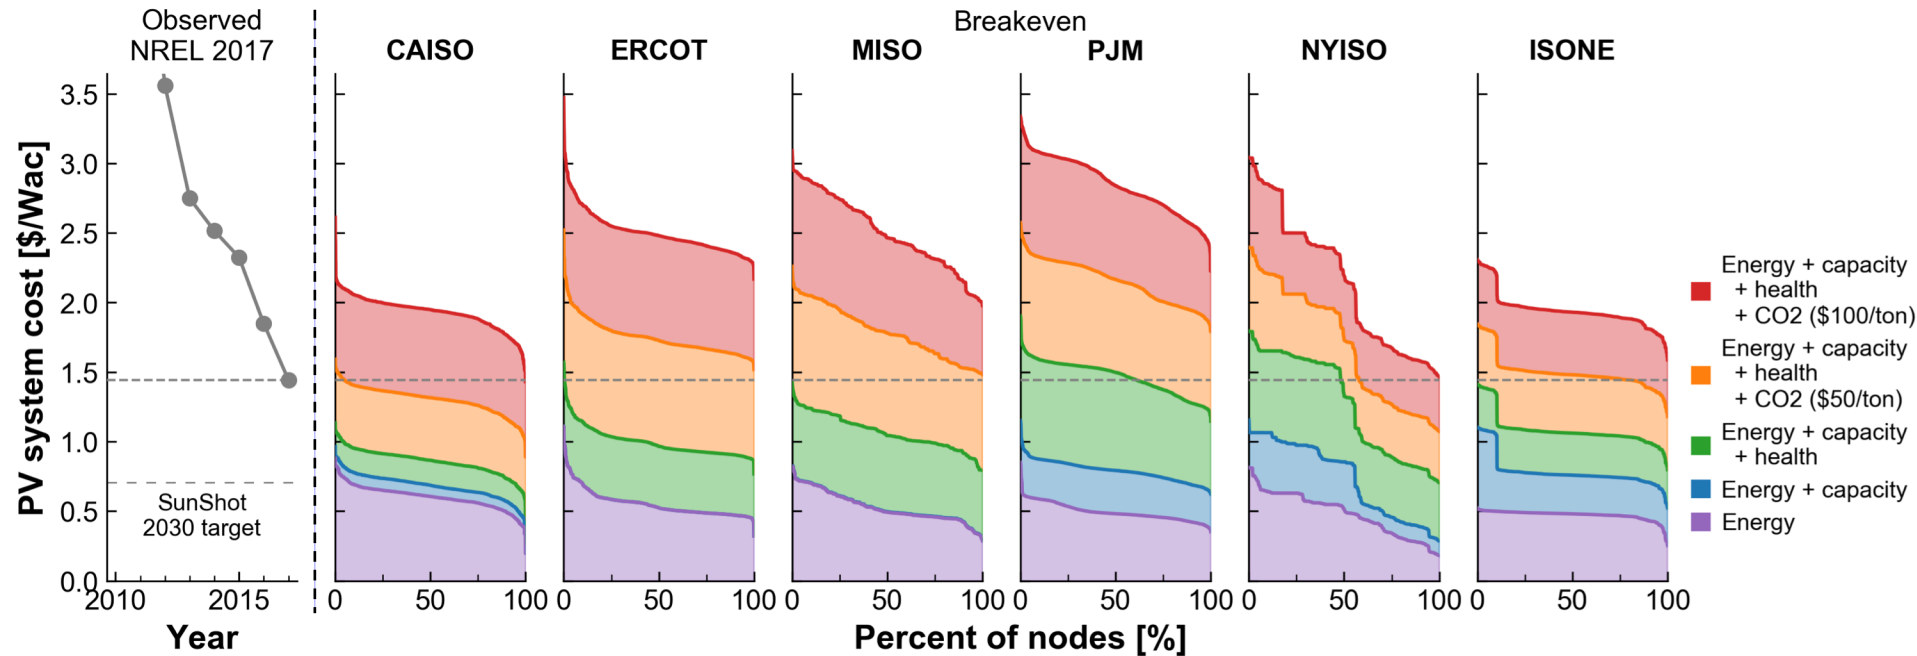 Observed
NREL 2017
Breakeven
CAISO
ERCOT
MISO
PJM
NYISO
ISONE
PV system cost [$/Wac]
3.5
3.0
2.5
2.0
1.5
1.0
0.5
0.0
SunShot
2030 target
2010
2015
0
50
100
0
50
100
0
50
100
0
50
100
0
50
100
0
50
100
Year
Percent of nodes [%]
Energy + capacity
+ health
+ CO2 ($100/ton)
Energy + capacity
+ health
+ CO2 ($50/ton)
Energy + capacity
+ health
Energy + capacity
Energy